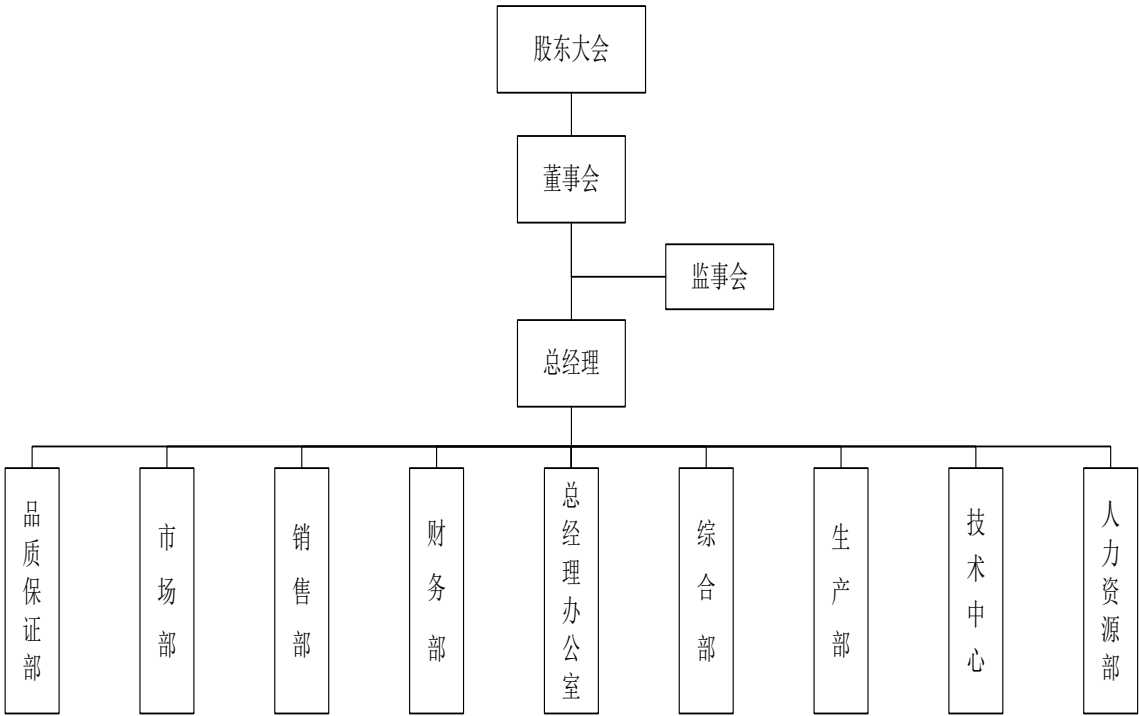 股东大会
董事会
监事会
总经理
品质保证部
市场部
销售部
财务部
总经理办公室
综合部
生产部
技术中心
人力资源部